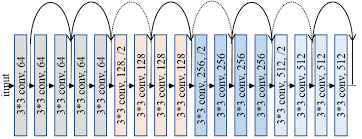 input
3*3 conv, 64
3*3 conv, 64
3*3 conv, 64
3*3 conv, 64
3*3 conv, 64
3*3 conv, 128, /2
3*3 conv, 128
3*3 conv, 128
3*3 conv, 128
3*3 conv, 256, /2
3*3 conv, 256
3*3 conv, 256
3*3 conv, 256
3*3 conv, 512, /2
3*3 conv, 512
3*3 conv, 512
3*3 conv, 512